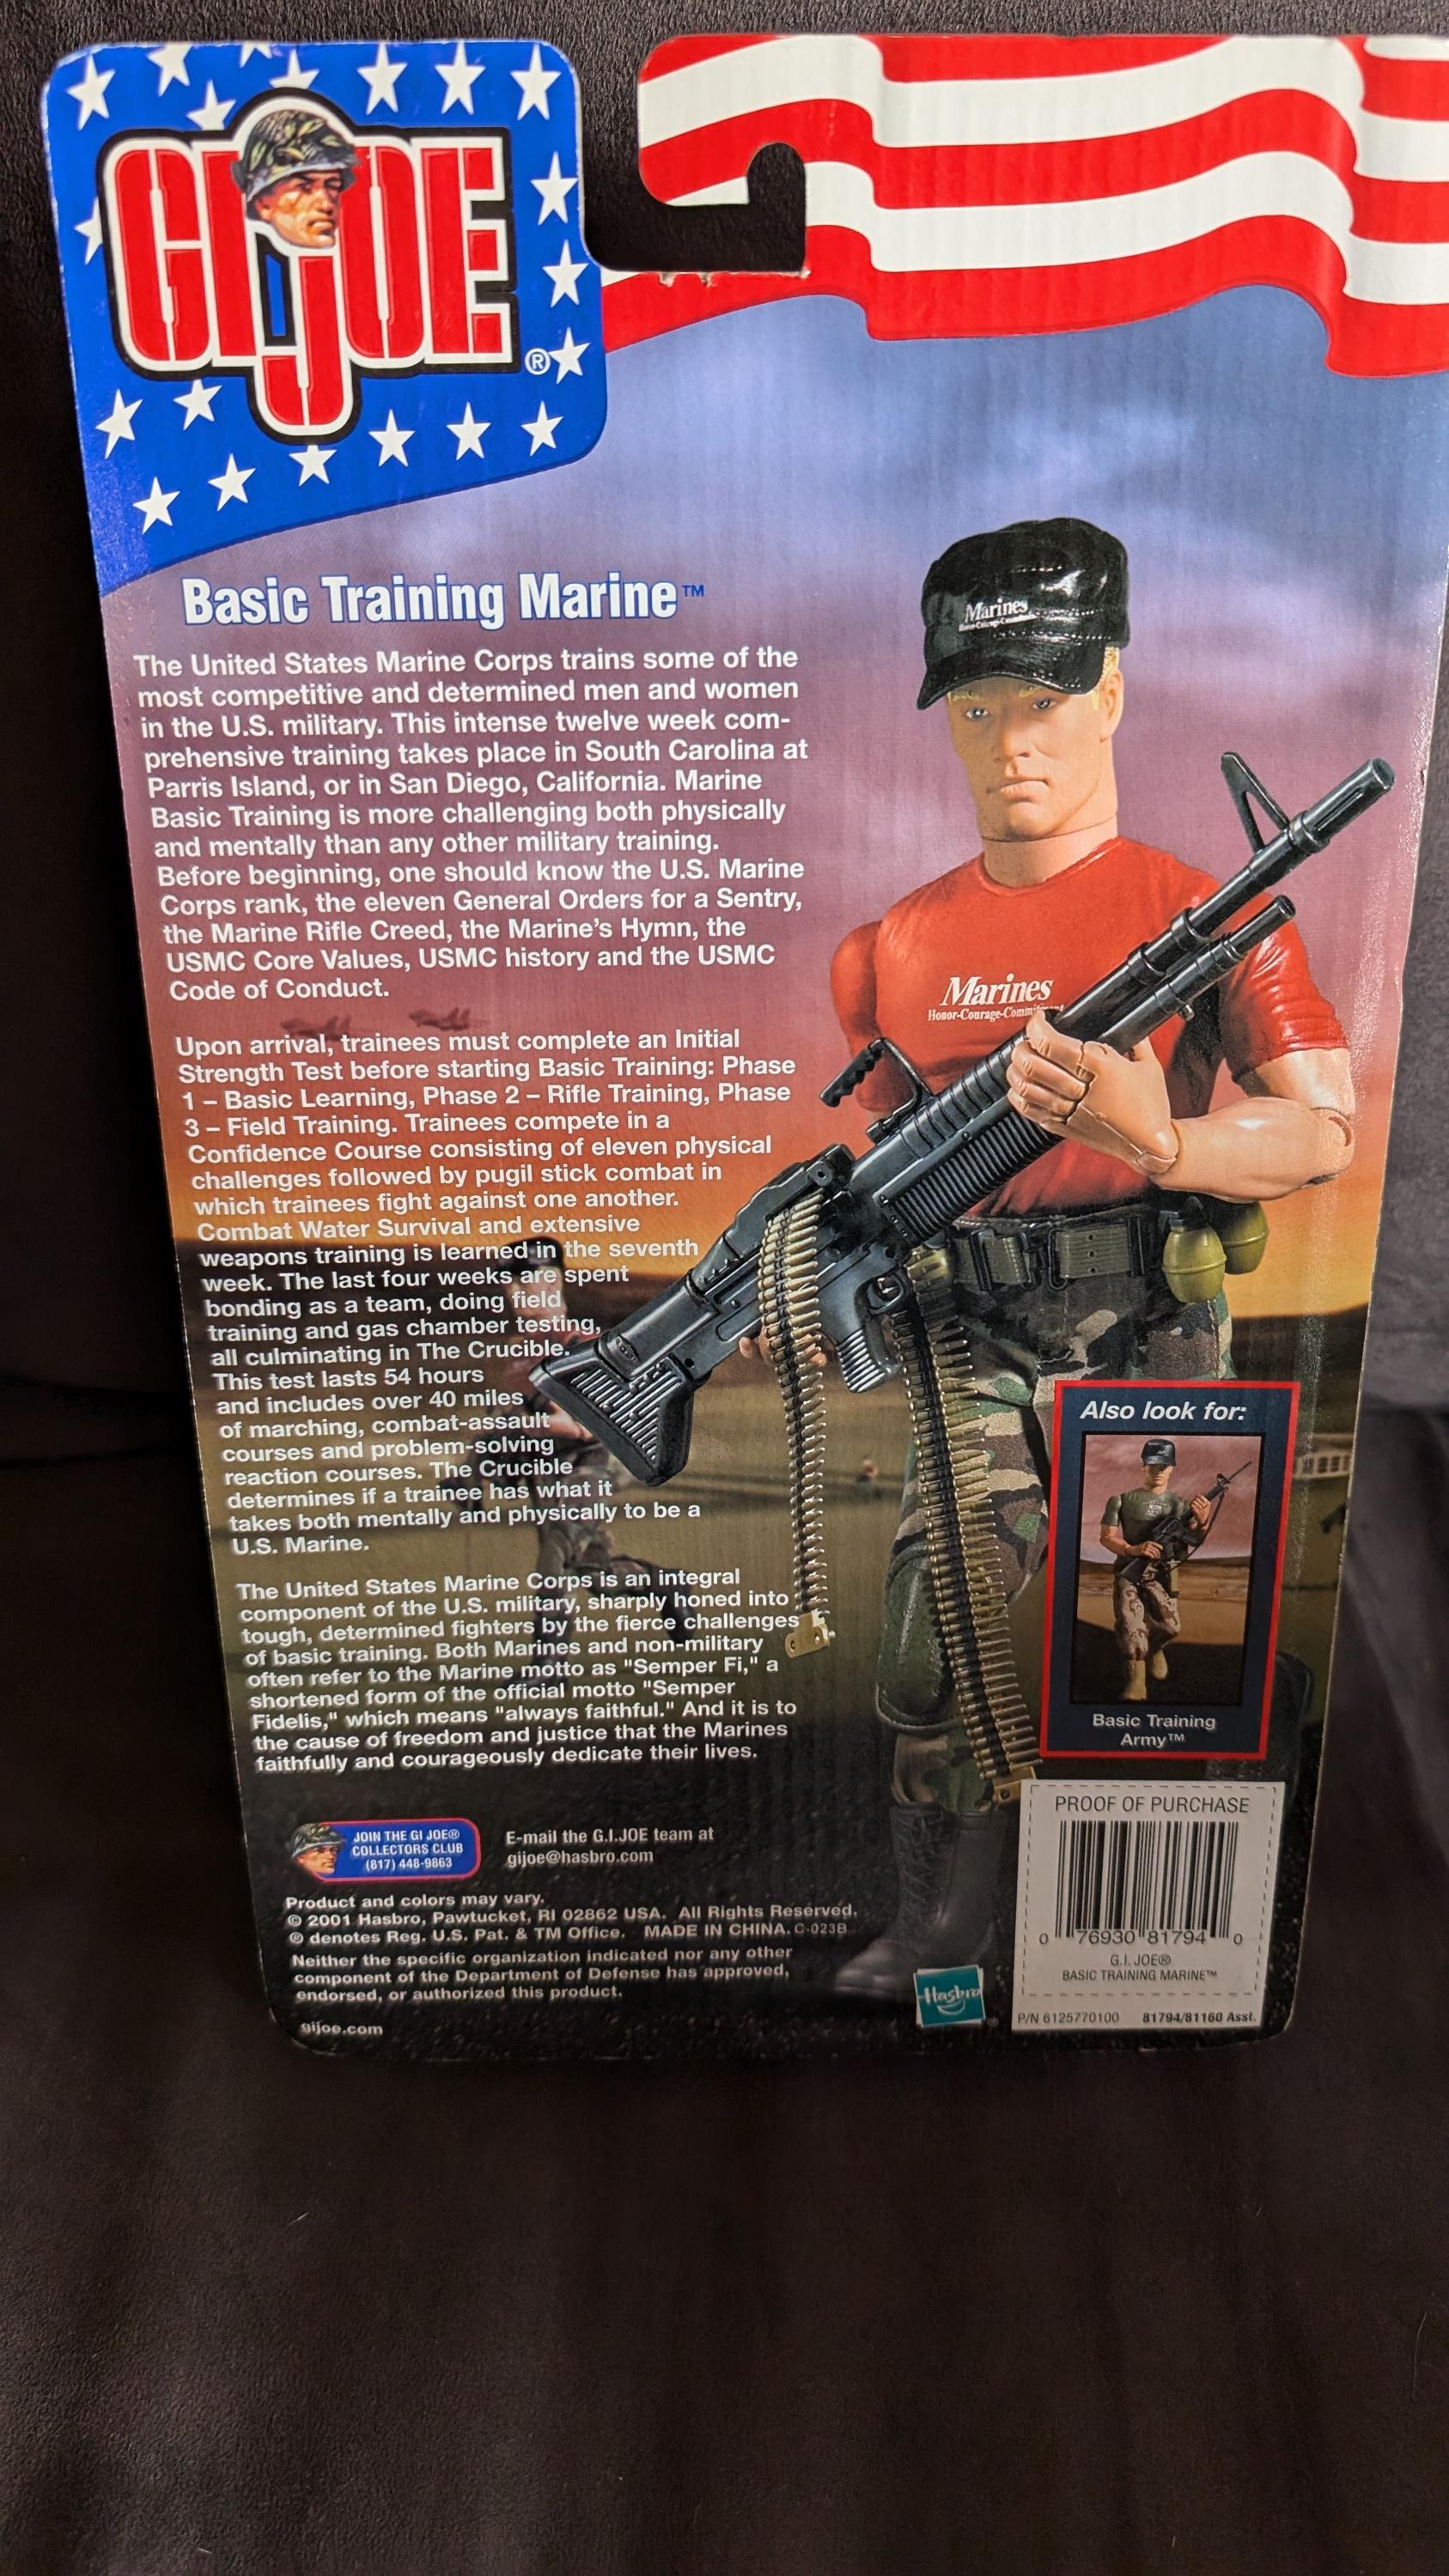 GIJOE®
Basic Training Marine™
The United States Marine Corps trains some of the
most competitive and determined men and women
in the U.S. military. This intense twelve week com-
prehensive training takes place in South Carolina at
Parris Island, or in San Diego, California. Marine
Basic Training is more challenging both physically
and mentally than any other military training.
Before beginning, one should know the U.S. Marine
Corps rank, the eleven General Orders for a Sentry,
the Marine Rifle Creed, the Marine's Hymn, the
USMC Core Values, USMC history and the USMC
Code of Conduct.
Upon arrival, trainees must complete an Initial
Strength Test before starting Basic Training: Phase
1 – Basic Learning, Phase 2 – Rifle Training, Phase
3 – Field Training. Trainees compete in a
Confidence Course consisting of eleven physical
challenges followed by pugil stick combat in
which trainees fight against one another.
Combat Water Survival and extensive
weapons training is learned in the seventh
week. The last four weeks are spent
bonding as a team, doing field
training and gas chamber testing,
all culminating in The Crucible.
This test lasts 54 hours
and includes over 40 miles
of marching, combat-assault
courses and problem-solving
reaction courses. The Crucible
determines if a trainee has what it
takes both mentally and physically to be a
U.S. Marine.
The United States Marine Corps is an integral
component of the U.S. military, sharply honed into
tough, determined fighters by the fierce challenges
of basic training. Both Marines and non-military
often refer to the Marine motto as "Semper Fi," a
shortened form of the official motto "Semper
Fidelis," which means "always faithful." And it is to
the cause of freedom and justice that the Marines
faithfully and courageously dedicate their lives.
Marines
Marines
Honor-Courage-Commitment
Also look for:
Basic Training
Army™
JOIN THE GI JOE®
COLLECTORS CLUB
(817) 448-9863
E-mail the G.I.JOE team at
gijoe@hasbro.com
Product and colors may vary.
© 2001 Hasbro, Pawtucket, RI 02862 USA. All Rights Reserved.
® denotes Reg. U.S. Pat. & TM Office. MADE IN CHINA. C-023B
Neither the specific organization indicated nor any other
component of the Department of Defense has approved,
endorsed, or authorized this product.
gijoe.com
Hasbro
PROOF OF PURCHASE
0 76930 81794 0
G.I. JOE®
BASIC TRAINING MARINE™
P/N 6125770100 81794/81160 Asst.